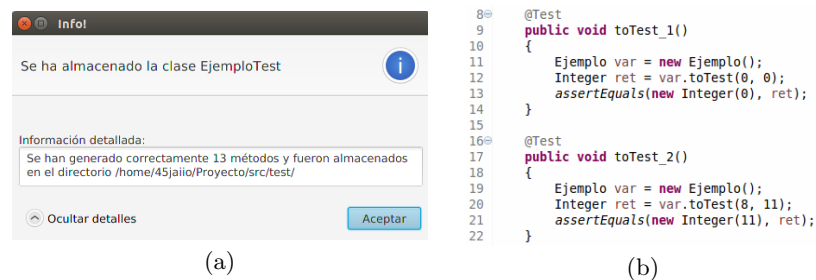 Info!
Se ha almacenado la clase EjemploTest
i
Información detallada:
Se han generado correctamente 13 métodos y fueron almacenados
en el directorio /home/45jaiio/Proyecto/src/test/
Ocultar detalles
Aceptar
(a)
8 @Test
9 public void toTest_1()
10 {
11 Ejemplo var = new Ejemplo();
12 Integer ret = var.toTest(0, 0);
13 assertEquals(new Integer(0), ret);
14 }
15
16 @Test
17 public void toTest_2()
18 {
19 Ejemplo var = new Ejemplo();
20 Integer ret = var.toTest(8, 11);
21 assertEquals(new Integer(11), ret);
22 }
(b)